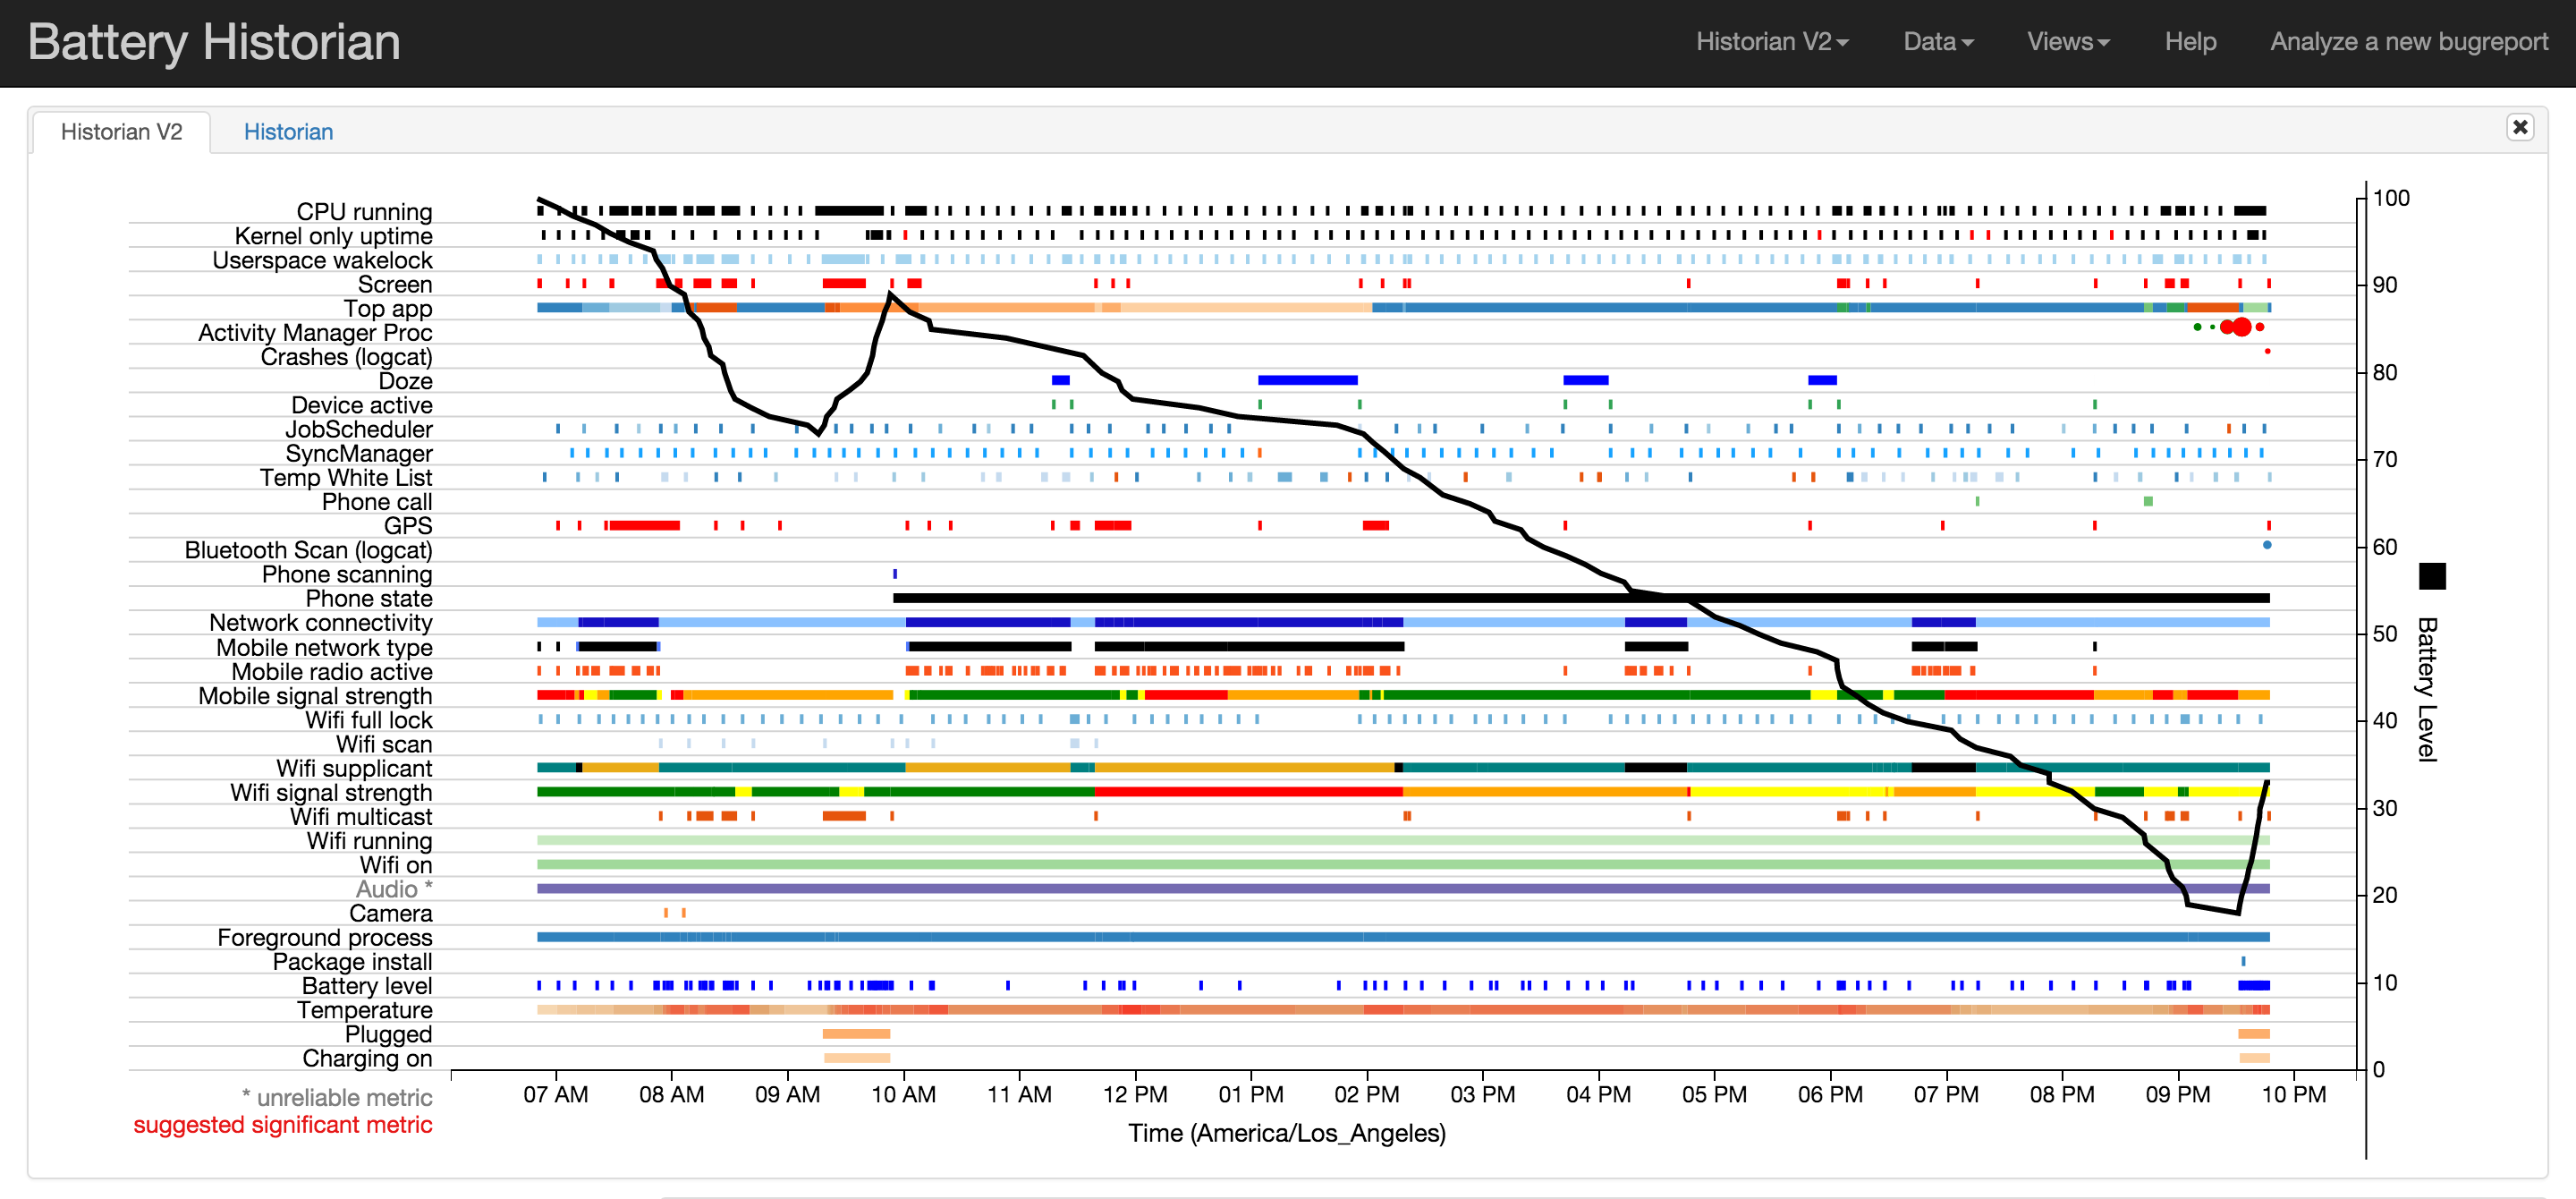 Battery Historian
Historian V2 Data Views Help Analyze a new bugreport
Historian V2 Historian
CPU running
Kernel only uptime
Userspace wakelock
Screen
Top app
Activity Manager Proc
Crashes (logcat)
Doze
Device active
JobScheduler
SyncManager
Temp White List
Phone call
GPS
Bluetooth Scan (logcat)
Phone scanning
Phone state
Network connectivity
Mobile network type
Mobile radio active
Mobile signal strength
Wifi full lock
Wifi scan
Wifi supplicant
Wifi signal strength
Wifi multicast
Wifi running
Wifi on
Audio *
Camera
Foreground process
Package install
Battery level
Temperature
Plugged
Charging on
* unreliable metric
suggested significant metric
07 AM 08 AM 09 AM 10 AM 11 AM 12 PM 01 PM 02 PM 03 PM 04 PM 05 PM 06 PM 07 PM 08 PM 09 PM 10 PM
Time (America/Los_Angeles)
100
90
80
70
60
50
40
30
20
10
0
Battery Level